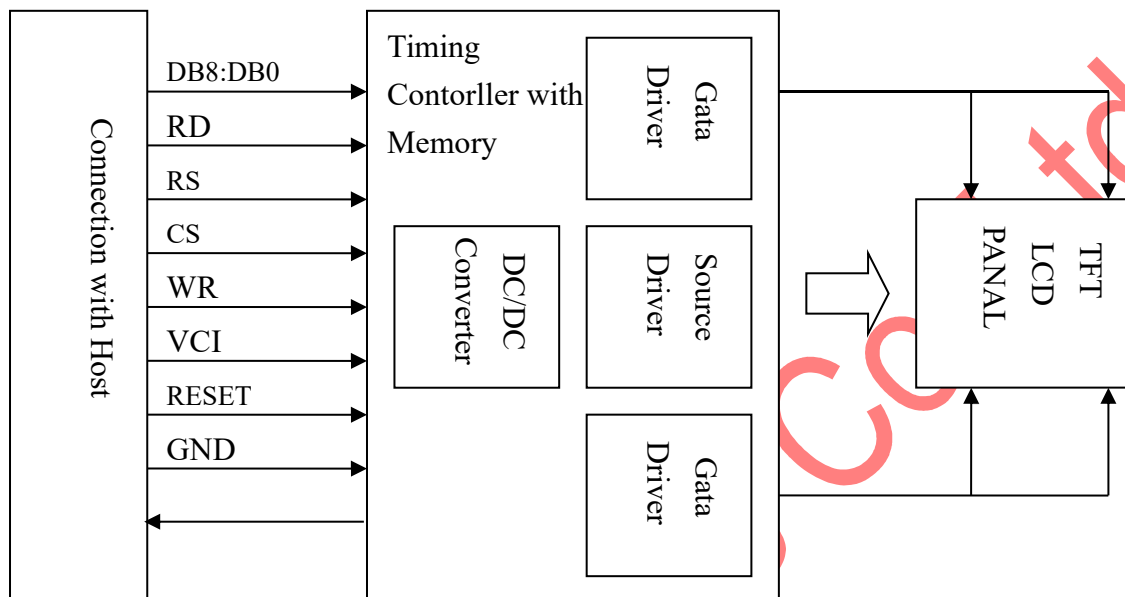 Connection with Host
DB8:DB0
RD
RS
CS
WR
VCI
RESET
GND
Timing
Contorller with
Memory
Gata
Driver
DC/DC
Converter
Source
Driver
Gata
Driver
TFT
LCD
PANAL